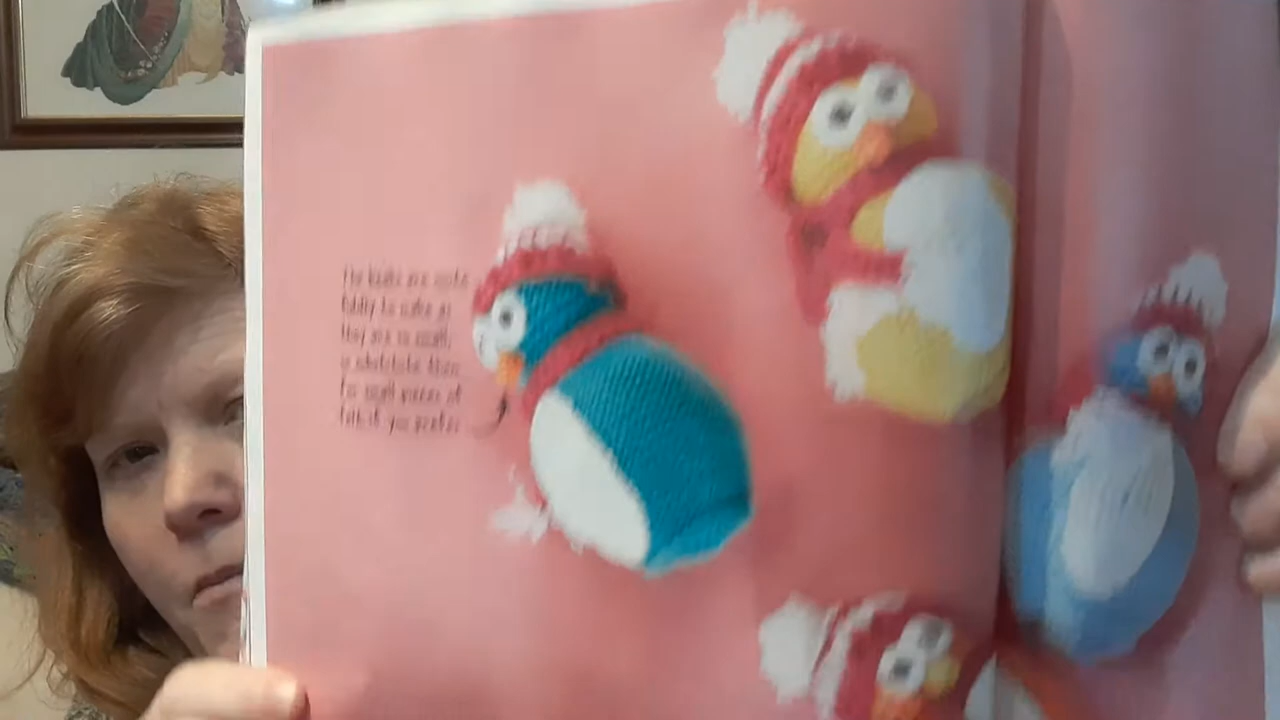 The beaks are quite
fiddly to make as
they are so small,
so substitute them
for small pieces of
felt if you prefer